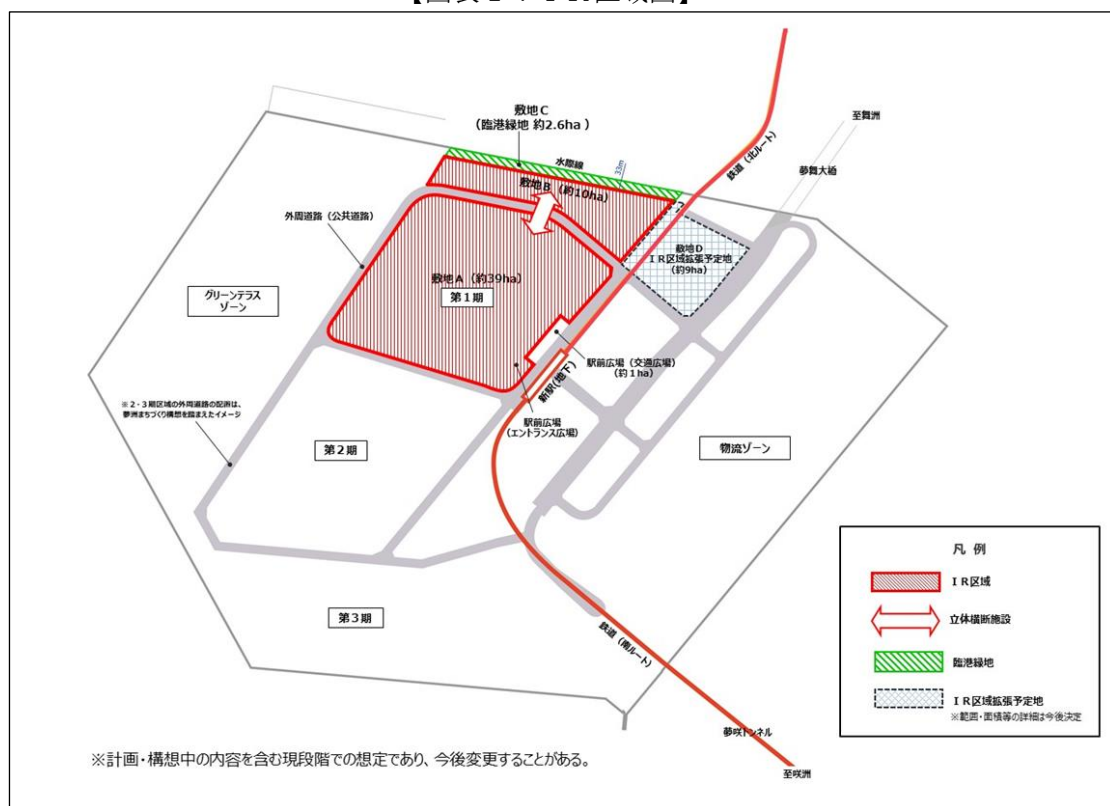 敷地C
(臨港緑地 約2.6ha )
水際線
33m
敷地B (約10ha)
至舞洲
夢舞大橋
鉄道(北ルート)
外周道路(公共道路)
敷地D
IR区域拡張予定地
(約9ha)
敷地A (約39ha)
第1期
グリーンテラス
ゾーン
駅前広場(交通広場)
(約1ha)
新駅(地下)
駅前広場
(エントランス広場)
※2・3期区域の外周道路の配置は、
夢洲まちづくり構想を踏まえたイメージ
第2期
物流ゾーン
第3期
鉄道(南ルート)
夢咲トンネル
至咲洲
凡 例
IR区域
立体横断施設
臨港緑地
IR区域拡張予定地
※範囲・面積等の詳細は今後決定
※計画・構想中の内容を含む現段階での想定であり、今後変更することがある。